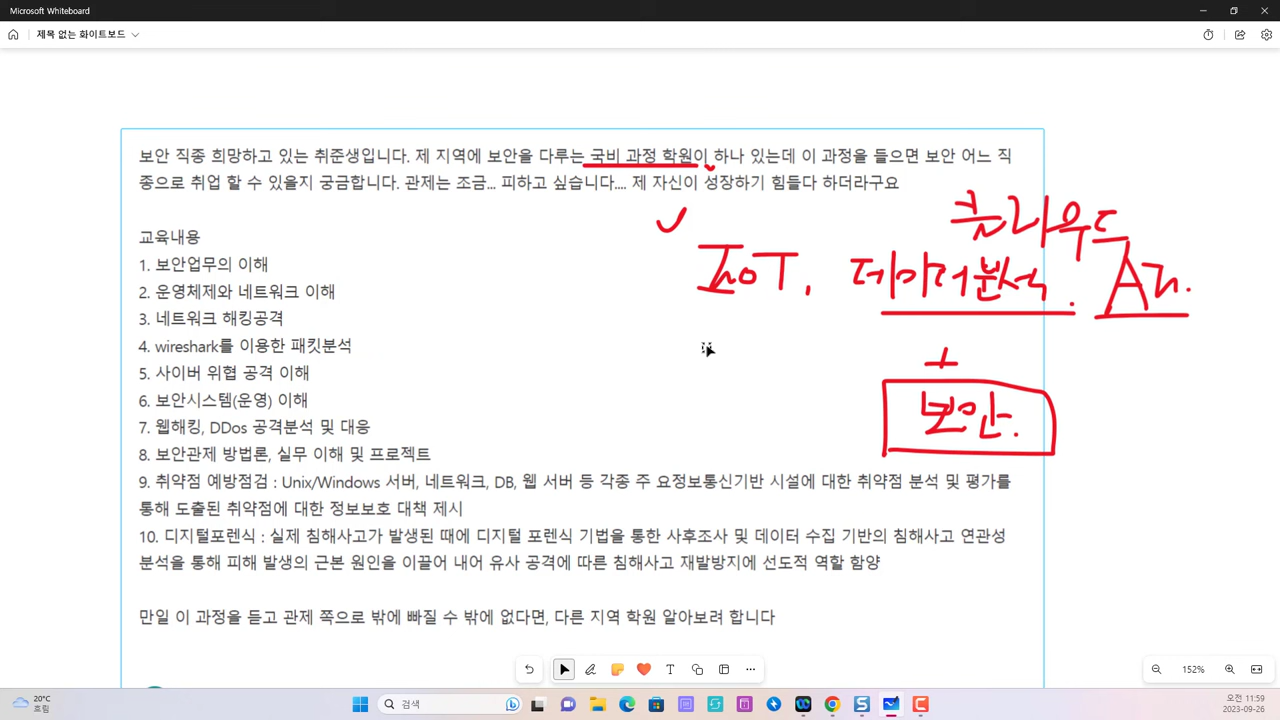 Microsoft Whiteboard
제목 없는 화이트보드
보안 직종 희망하고 있는 취준생입니다. 제 지역에 보안을 다루는 국비 과정 학원이 하나 있는데 이 과정을 들으면 보안 어느 직
종으로 취업 할 수 있을지 궁금합니다. 관제는 조금... 피하고 싶습니다.... 제 자신이 성장하기 힘들다 하더라구요
클라우드
교육내용
1. 보안업무의 이해
IoT, 데이터분석. AI.
2. 운영체제와 네트워크 이해
3. 네트워크 해킹공격
4. wireshark를 이용한 패킷분석
+
5. 사이버 위협 공격 이해
6. 보안시스템(운영) 이해
보안.
7. 웹해킹, DDos 공격분석 및 대응
8. 보안관제 방법론, 실무 이해 및 프로젝트
9. 취약점 예방점검 : Unix/Windows 서버, 네트워크, DB, 웹 서버 등 각종 주 요정보통신기반 시설에 대한 취약점 분석 및 평가를
통해 도출된 취약점에 대한 정보보호 대책 제시
10. 디지털포렌식 : 실제 침해사고가 발생된 때에 디지털 포렌식 기법을 통한 사후조사 및 데이터 수집 기반의 침해사고 연관성
분석을 통해 피해 발생의 근본 원인을 이끌어 내어 유사 공격에 따른 침해사고 재발방지에 선도적 역할 함양
만일 이 과정을 듣고 관제 쪽으로 밖에 빠질 수 밖에 없다면, 다른 지역 학원 알아보려 합니다
152%
20°C
흐림
검색
오전 11:59
2023-09-26